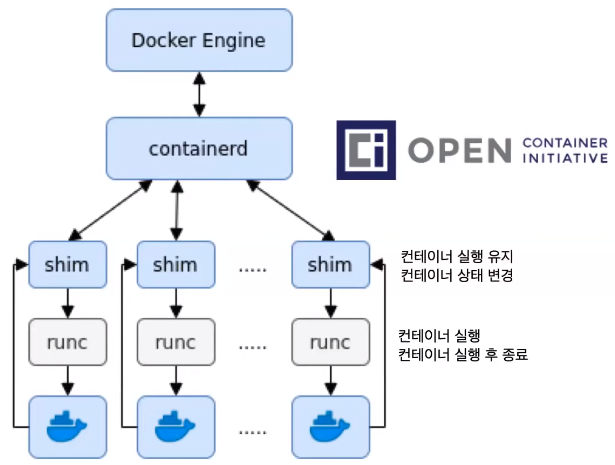 Docker Engine
containerd
OPEN CONTAINER INITIATIVE
shim shim ..... shim
컨테이너 실행 유지
컨테이너 상태 변경
runc runc ..... runc
컨테이너 실행
컨테이너 실행 후 종료
.....